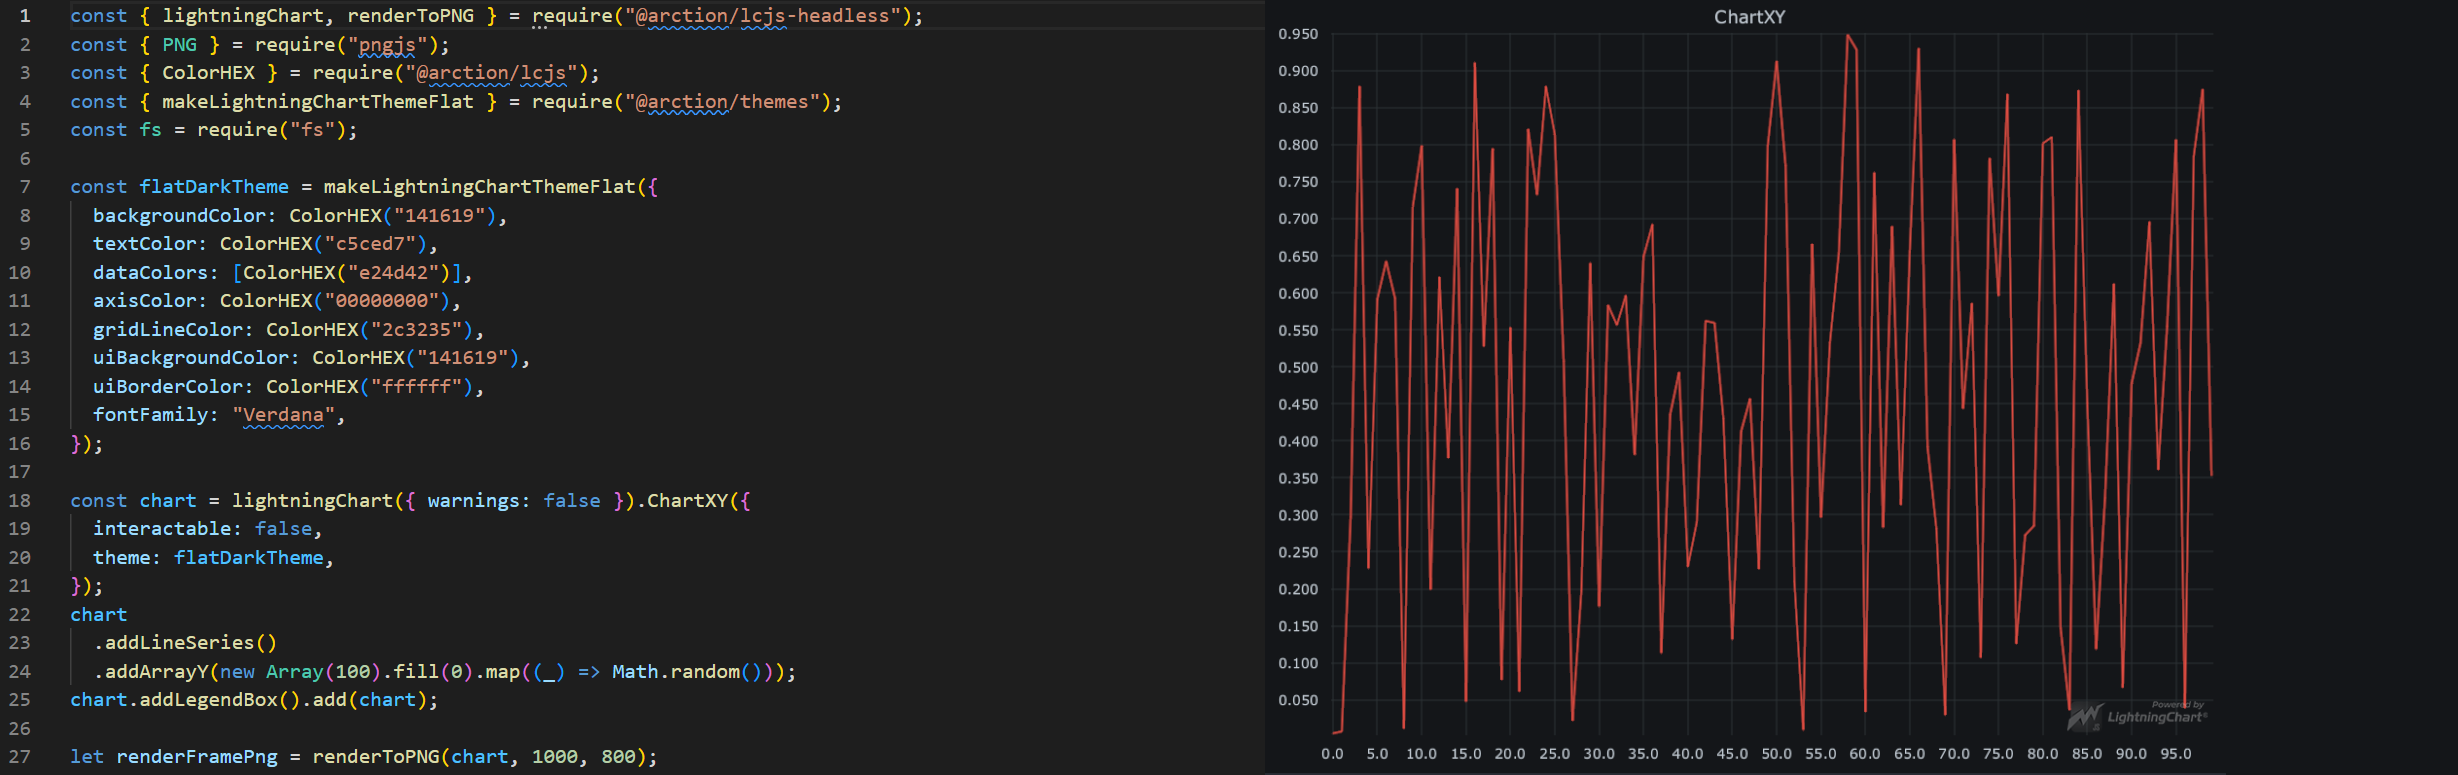 1 const { lightningChart, renderToPNG } = require("@arction/lcjs-headless");
2 const { PNG } = require("pngjs");
3 const { ColorHEX } = require("@arction/lcjs");
4 const { makeLightningChartThemeFlat } = require("@arction/themes");
5 const fs = require("fs");
6
7 const flatDarkTheme = makeLightningChartThemeFlat({
8 backgroundColor: ColorHEX("141619"),
9 textColor: ColorHEX("c5ced7"),
10 dataColors: [ColorHEX("e24d42")],
11 axisColor: ColorHEX("00000000"),
12 gridLineColor: ColorHEX("2c3235"),
13 uiBackgroundColor: ColorHEX("141619"),
14 uiBorderColor: ColorHEX("ffffff"),
15 fontFamily: "Verdana",
16 });
17
18 const chart = lightningChart({ warnings: false }).ChartXY({
19 interactable: false,
20 theme: flatDarkTheme,
21 });
22 chart
23 .addLineSeries()
24 .addArrayY(new Array(100).fill(0).map((_) => Math.random()));
25 chart.addLegendBox().add(chart);
26
27 let renderFramePng = renderToPNG(chart, 1000, 800);
ChartXY
0.950
0.900
0.850
0.800
0.750
0.700
0.650
0.600
0.550
0.500
0.450
0.400
0.350
0.300
0.250
0.200
0.150
0.100
0.050
Powered by
LightningChart®
0.0 5.0 10.0 15.0 20.0 25.0 30.0 35.0 40.0 45.0 50.0 55.0 60.0 65.0 70.0 75.0 80.0 85.0 90.0 95.0